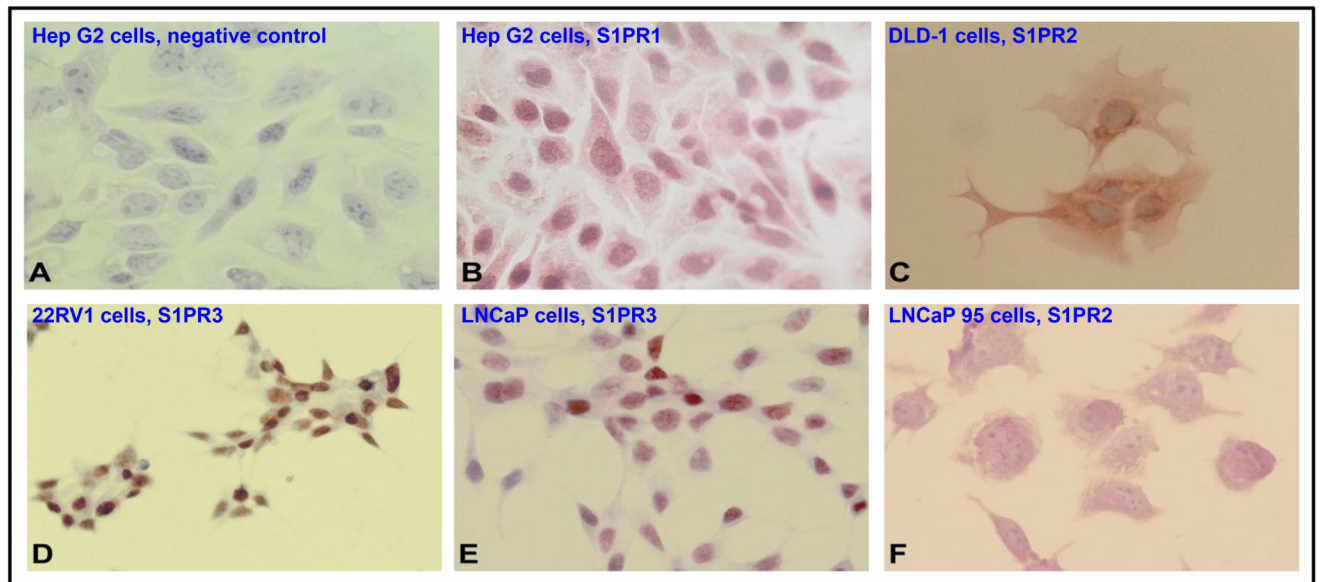 Hep G2 cells, negative control
A
Hep G2 cells, S1PR1
B
DLD-1 cells, S1PR2
C
22RV1 cells, S1PR3
D
LNCaP cells, S1PR3
E
LNCaP 95 cells, S1PR2
F